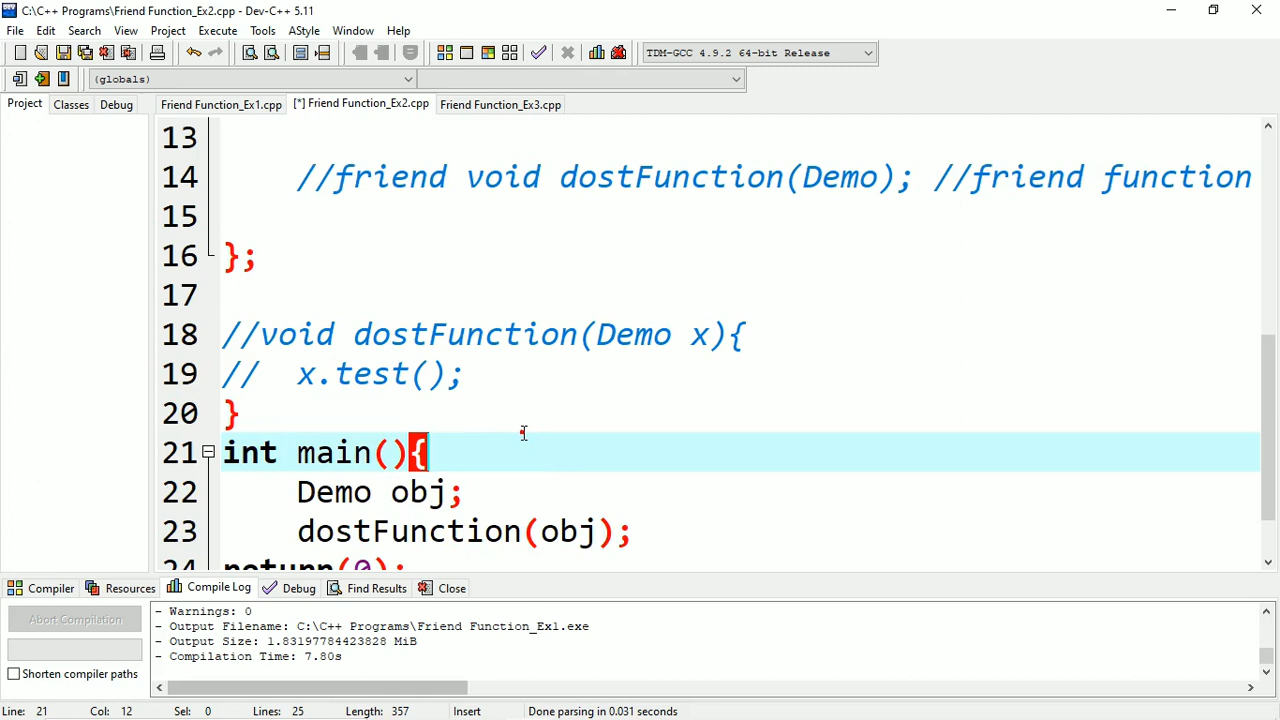 C:\C++ Programs\Friend Function_Ex2.cpp - Dev-C++ 5.11
File Edit Search View Project Execute Tools AStyle Window Help
TDM-GCC 4.9.2 64-bit Release
(globals)
Project Classes Debug Friend Function_Ex1.cpp [*] Friend Function_Ex2.cpp Friend Function_Ex3.cpp
13
14 //friend void dostFunction(Demo); //friend function
15
16 };
17
18 //void dostFunction(Demo x){
19 // x.test();
20 }
21 int main(){
22 Demo obj;
23 dostFunction(obj);
24 return(0);
Compiler Resources Compile Log Debug Find Results Close
Abort Compilation
Shorten compiler paths
- Warnings: 0
- Output Filename: C:\C++ Programs\Friend Function_Ex1.exe
- Output Size: 1.83197784423828 MiB
- Compilation Time: 7.80s
Line: 21 Col: 12 Sel: 0 Lines: 25 Length: 357 Insert Done parsing in 0.031 seconds